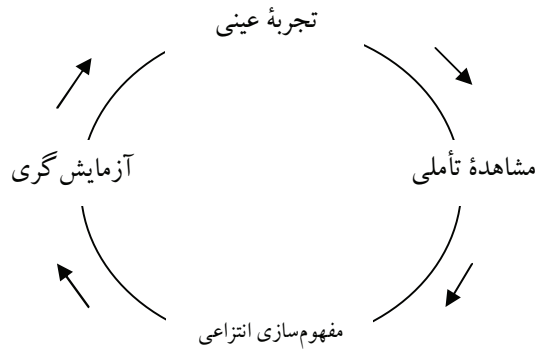 تجربهٔ عینی
مشاهدهٔ تأملی
آزمایش‌گری
مفهوم‌سازی انتزاعی